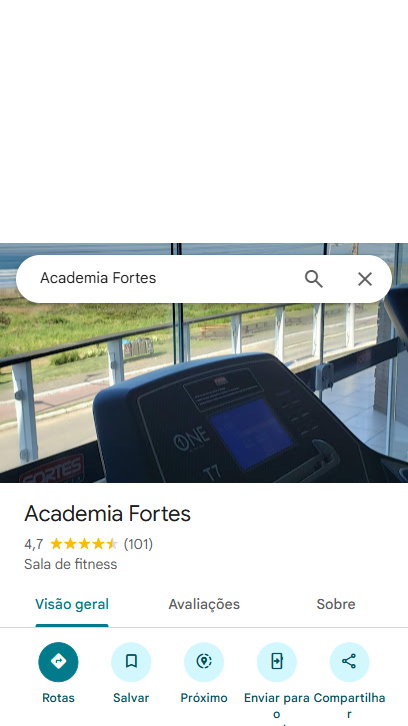 Academia Fortes
ONE
T7
FORTES
Academia Fortes
4,7 (101)
Sala de fitness
Visão geral Avaliações Sobre
Rotas Salvar Próximo Enviar para o Compartilhar